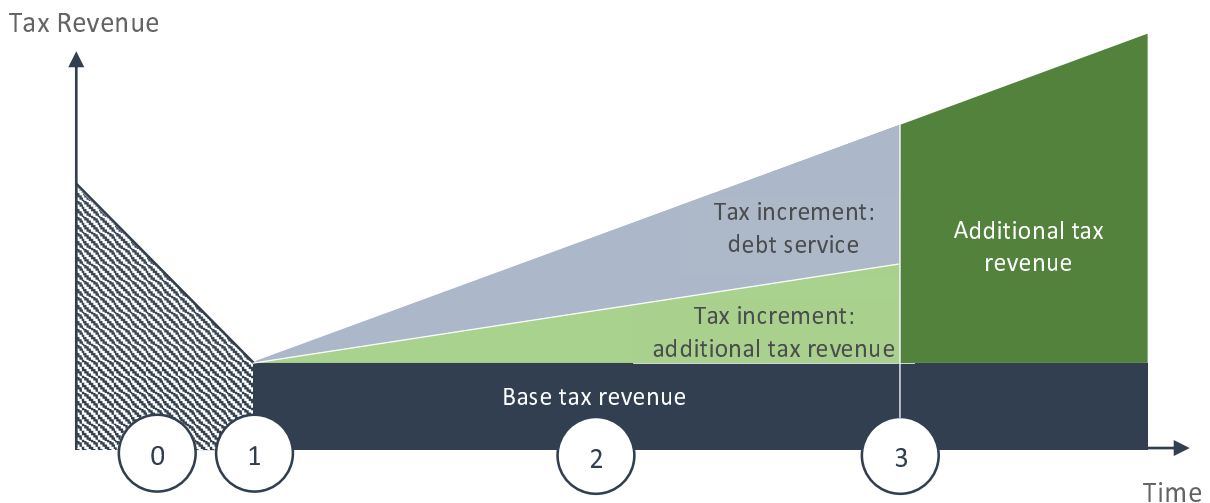 Tax Revenue
Tax increment:
debt service
Additional tax
revenue
Tax increment:
additional tax revenue
Base tax revenue
0
1
2
3
Time